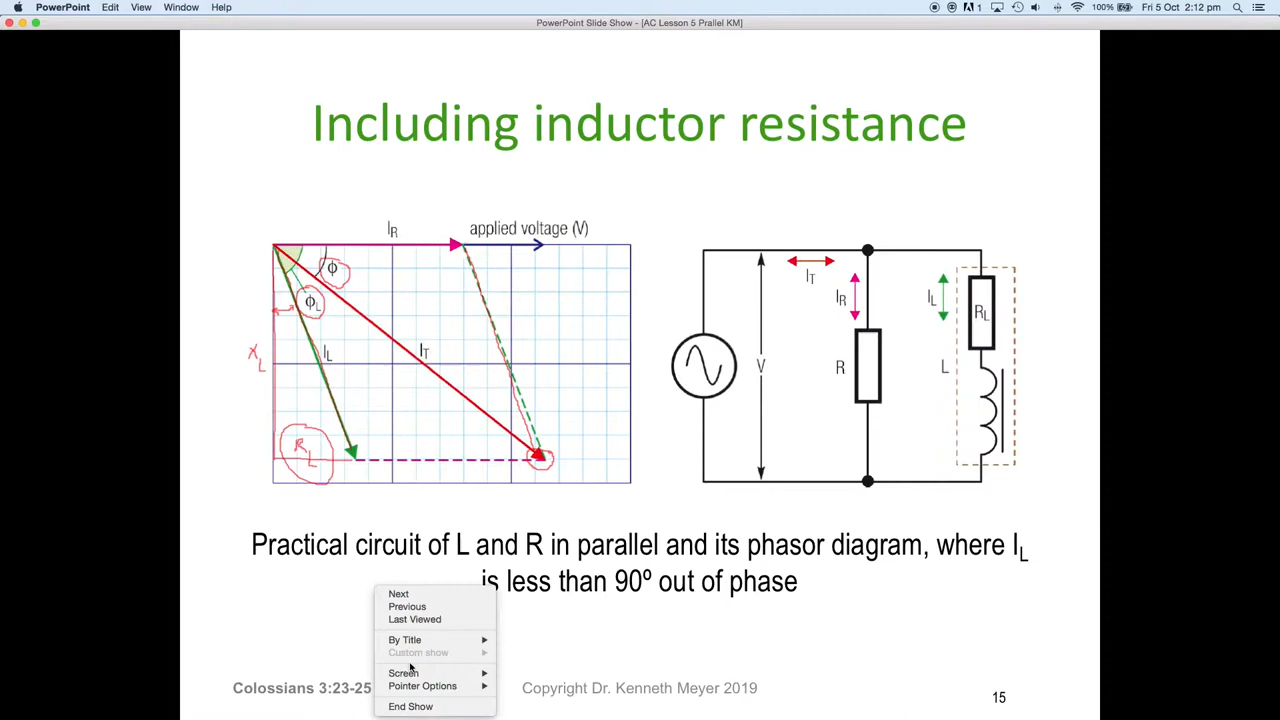 PowerPoint Edit View Window Help
1 100% Fri 5 Oct 2:12 pm
PowerPoint Slide Show - [AC Lesson 5 Prallel KM]
Including inductor resistance
I_R applied voltage (V)
ϕ
ϕ_L
I_L
I_T
X_L
R_L
I_T
I_R
I_L
R_L
V
R
L
Practical circuit of L and R in parallel and its phasor diagram, where I_L
is less than 90º out of phase
Next
Previous
Last Viewed
By Title
Custom show
Screen
Pointer Options
End Show
Colossians 3:23-25
Copyright Dr. Kenneth Meyer 2019
15